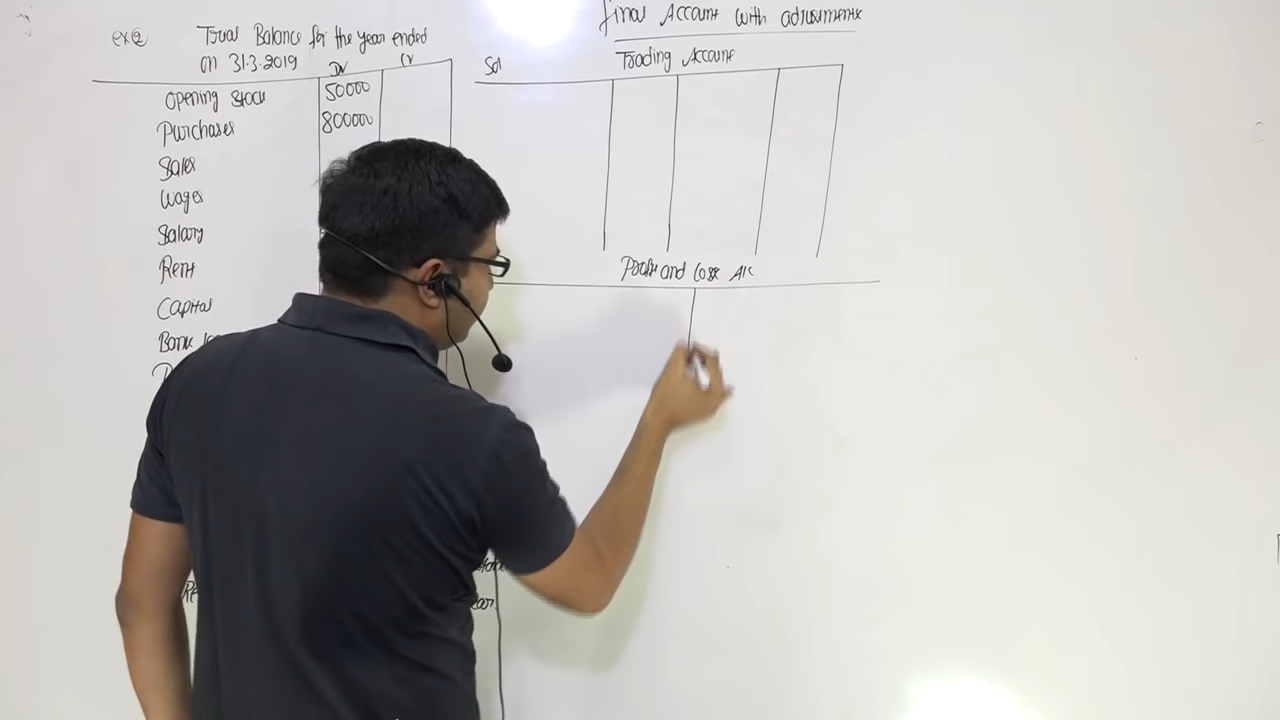 Final Account with adjustments
ex ②
Trial Balance for the year ended
on 31.3.2019
Dr
Cr
Opening Stock 50000
Purchases 800000
Sales
Wages
Salary
Rent
Capital
Bank
Sol
Trading Account
Profit and Loss A/c